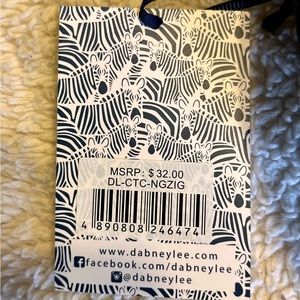 MSRP: $32.00
DL-CTC-NGZIG
4 890808 246474
www.dabneylee.com
facebook.com/dabneylee
@dabneylee